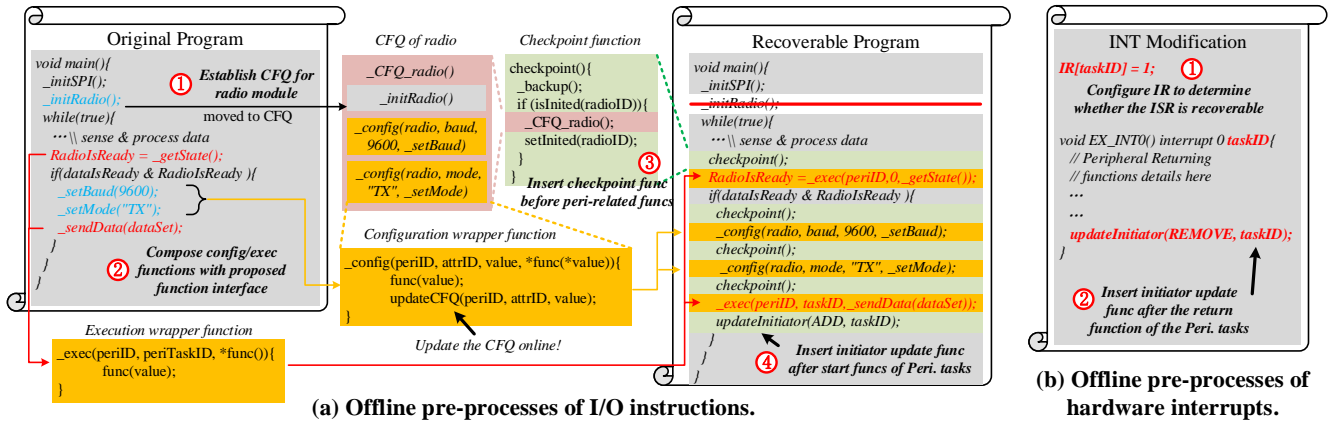 Original Program
void main(){
_initSPI();
_initRadio();
while(true){
⋯\\ sense & process data
RadioIsReady = _getState();
if(dataIsReady & RadioIsReady ){
_setBaud(9600);
_setMode("TX");
_sendData(dataSet);
}
}
}
① Establish CFQ for
radio module
moved to CFQ
② Compose config/exec
functions with proposed
function interface
Execution wrapper function
_exec(periID, periTaskID, *func()){
func(value);
}
CFQ of radio
_CFQ_radio()
_initRadio()
_config(radio, baud,
9600, _setBaud)
_config(radio, mode,
"TX", _setMode)
Checkpoint function
checkpoint(){
_backup();
if (isInited(radioID)){
_CFQ_radio();
setInited(radioID);
}
}
③
Insert checkpoint func
before peri-related funcs
Configuration wrapper function
_config(periID, attrID, value, *func(*value)){
func(value);
updateCFQ(periID, attrID, value);
}
Update the CFQ online!
Recoverable Program
void main(){
_initSPI();
_initRadio();
while(true){
⋯\\ sense & process data
checkpoint();
RadioIsReady =_exec(periID,0,_getState());
if(dataIsReady & RadioIsReady ){
checkpoint();
_config(radio, baud, 9600, _setBaud);
checkpoint();
_config(radio, mode, "TX", _setMode);
checkpoint();
_exec(periID, taskID,_sendData(dataSet));
updateInitiator(ADD, taskID);
}
}
}
④ Insert initiator update func
after start funcs of Peri. tasks
(a) Offline pre-processes of I/O instructions.
INT Modification
IR[taskID] = 1; ①
Configure IR to determine
whether the ISR is recoverable
void EX_INT0() interrupt 0 taskID{
// Peripheral Returning
// functions details here
⋯
⋯
updateInitiator(REMOVE, taskID);
}
② Insert initiator update
func after the return
function of the Peri. tasks
(b) Offline pre-processes of
hardware interrupts.